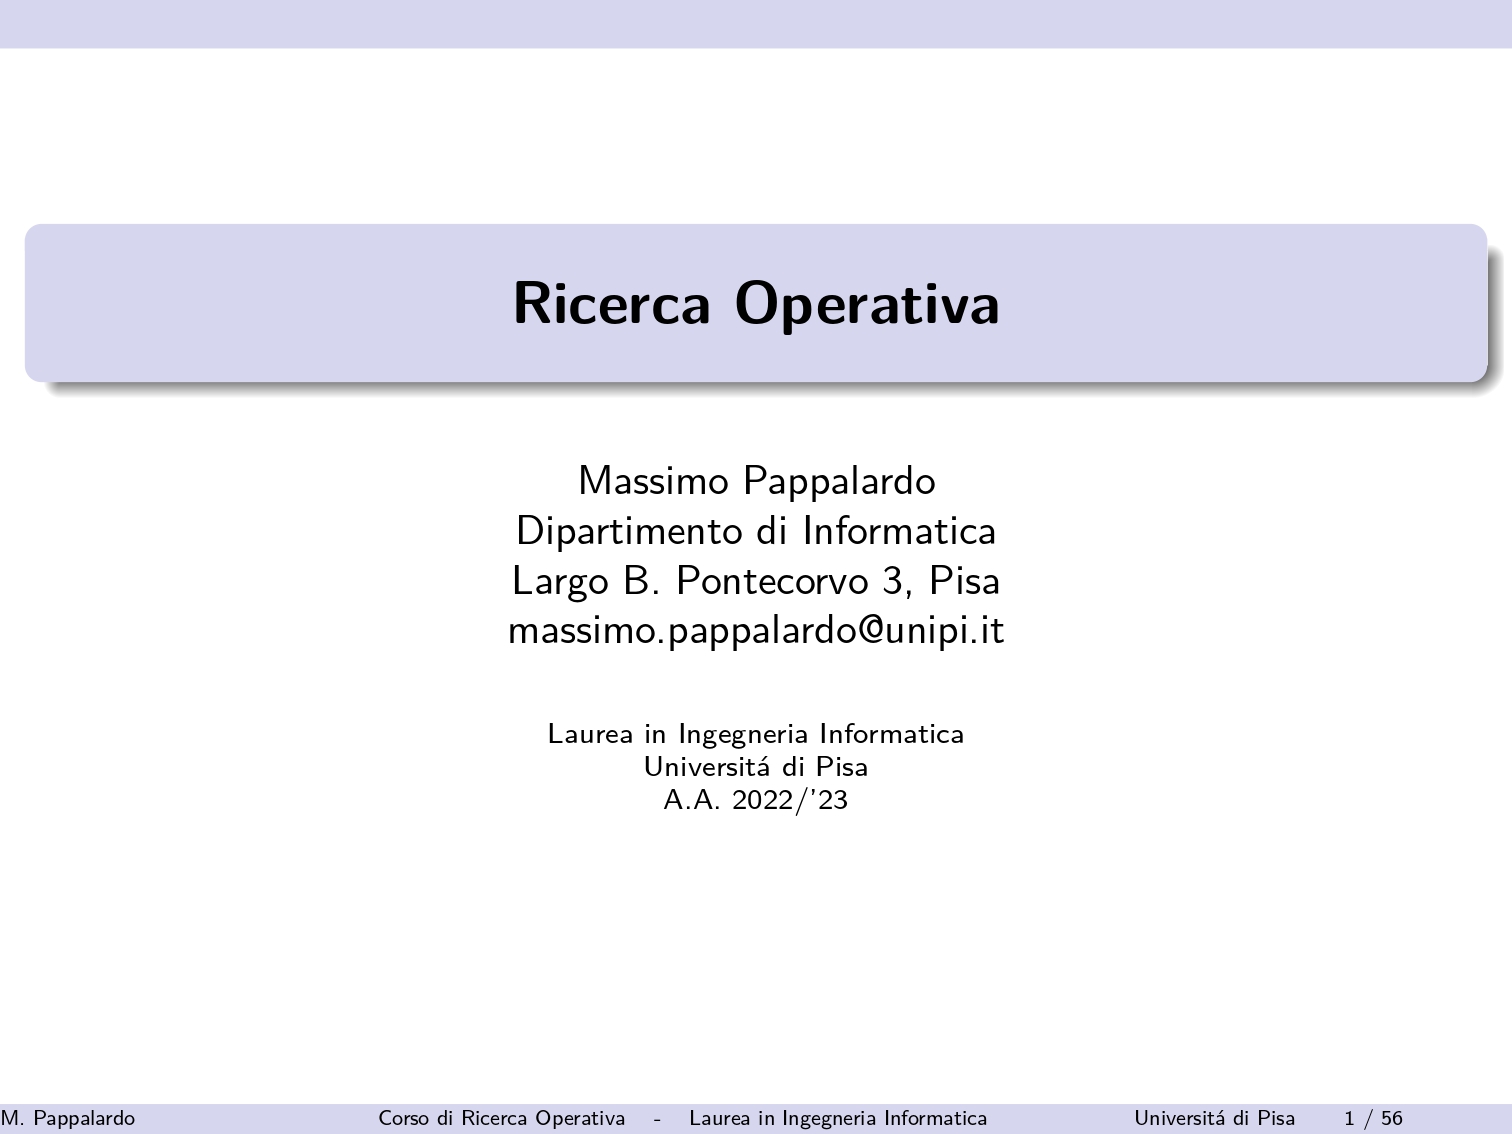 Ricerca Operativa
Massimo Pappalardo
Dipartimento di Informatica
Largo B. Pontecorvo 3, Pisa
massimo.pappalardo@unipi.it
Laurea in Ingegneria Informatica
Universitá di Pisa
A.A. 2022/'23
M. Pappalardo Corso di Ricerca Operativa - Laurea in Ingegneria Informatica Universitá di Pisa 1 / 56